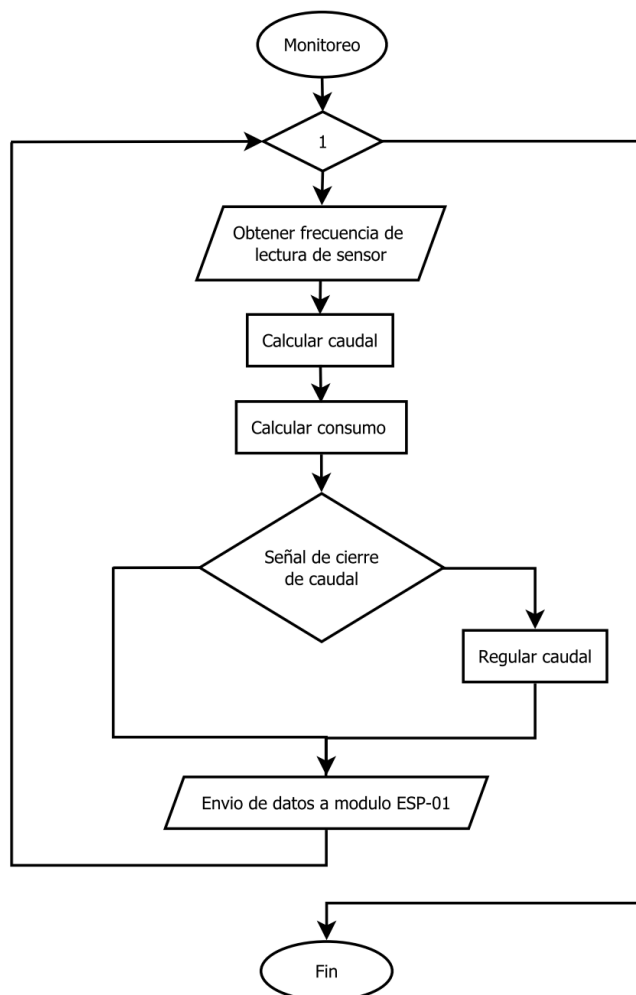 Monitoreo
1
Obtener frecuencia de
lectura de sensor
Calcular caudal
Calcular consumo
Señal de cierre
de caudal
Regular caudal
Envio de datos a modulo ESP-01
Fin